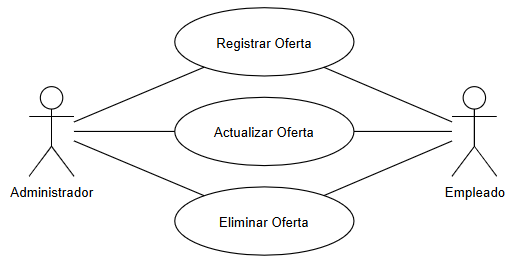 Registrar Oferta
Actualizar Oferta
Administrador
Empleado
Eliminar Oferta